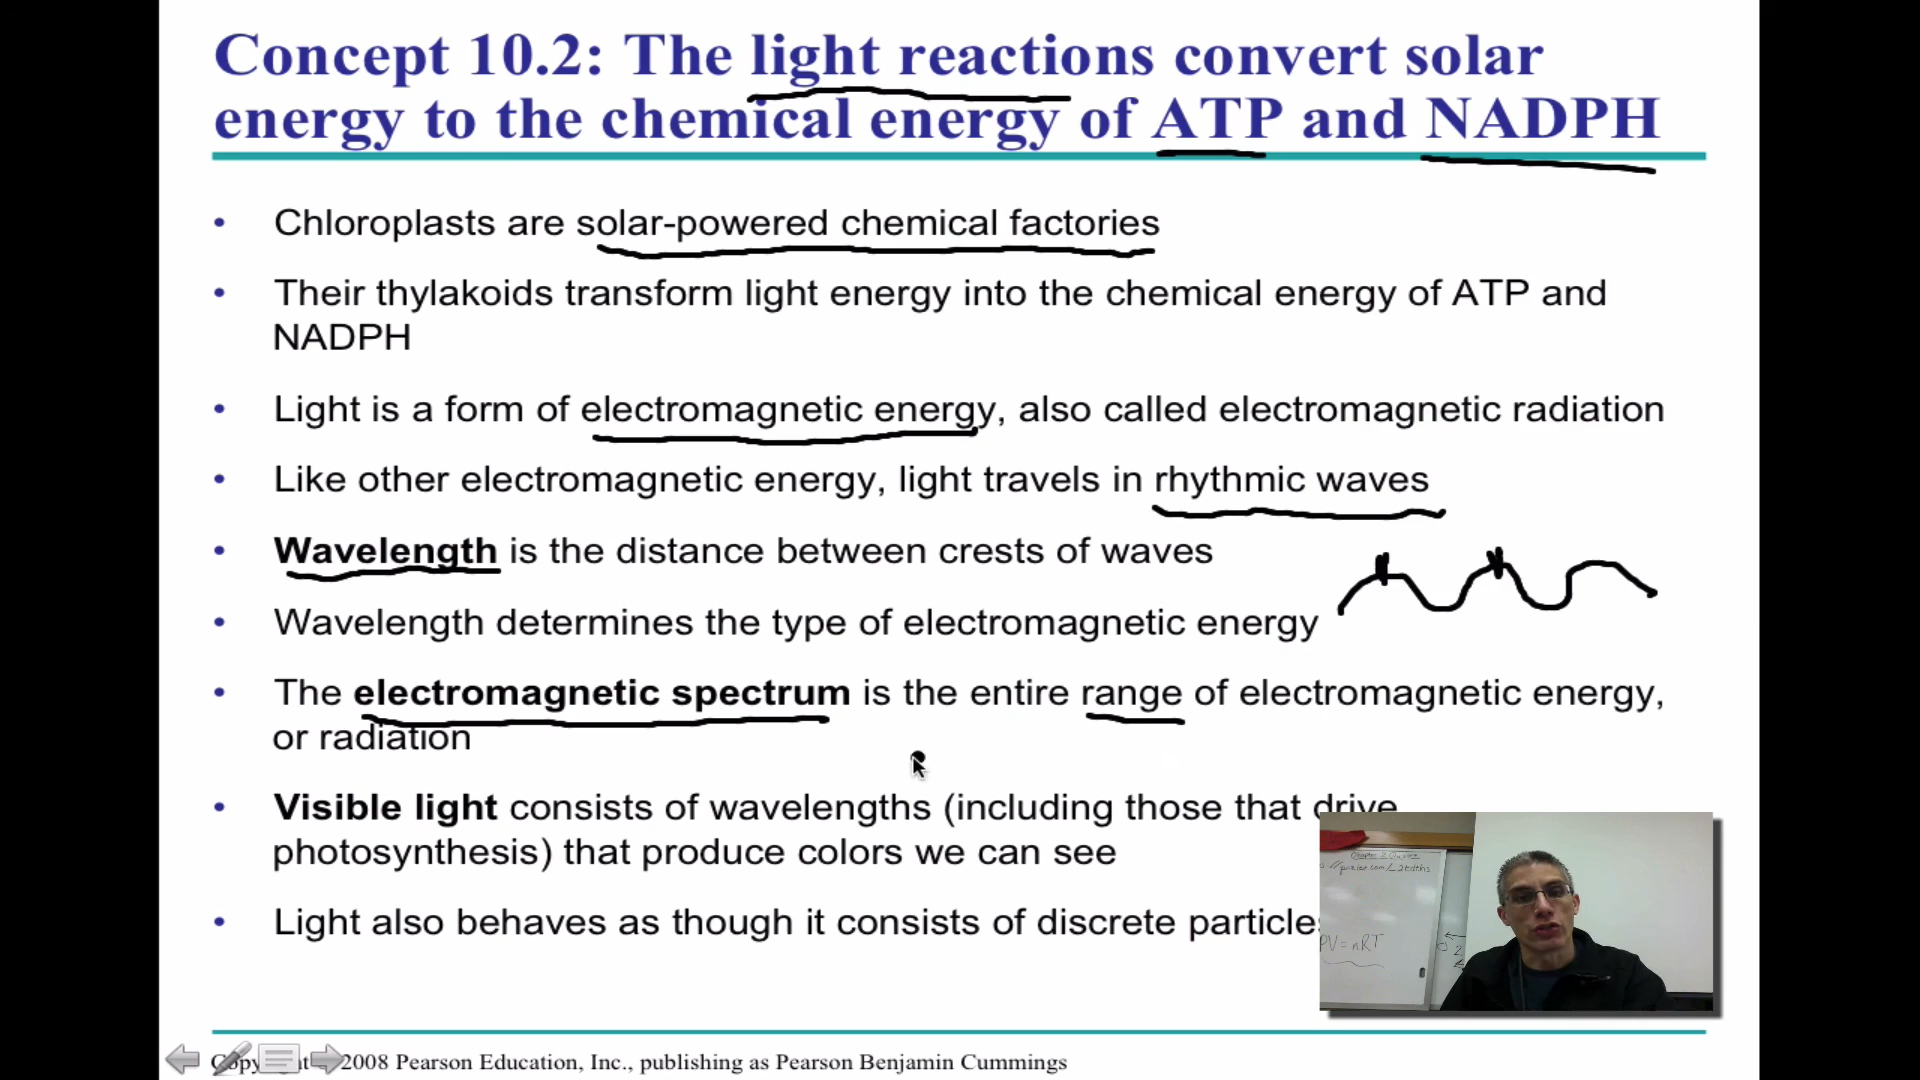 Concept 10.2: The light reactions convert solar
energy to the chemical energy of ATP and NADPH
• Chloroplasts are solar-powered chemical factories
• Their thylakoids transform light energy into the chemical energy of ATP and
NADPH
• Light is a form of electromagnetic energy, also called electromagnetic radiation
• Like other electromagnetic energy, light travels in rhythmic waves
• Wavelength is the distance between crests of waves
• Wavelength determines the type of electromagnetic energy
• The electromagnetic spectrum is the entire range of electromagnetic energy,
or radiation
• Visible light consists of wavelengths (including those that drive
photosynthesis) that produce colors we can see
• Light also behaves as though it consists of discrete particles
PV = nRT
2008 Pearson Education, Inc., publishing as Pearson Benjamin Cummings